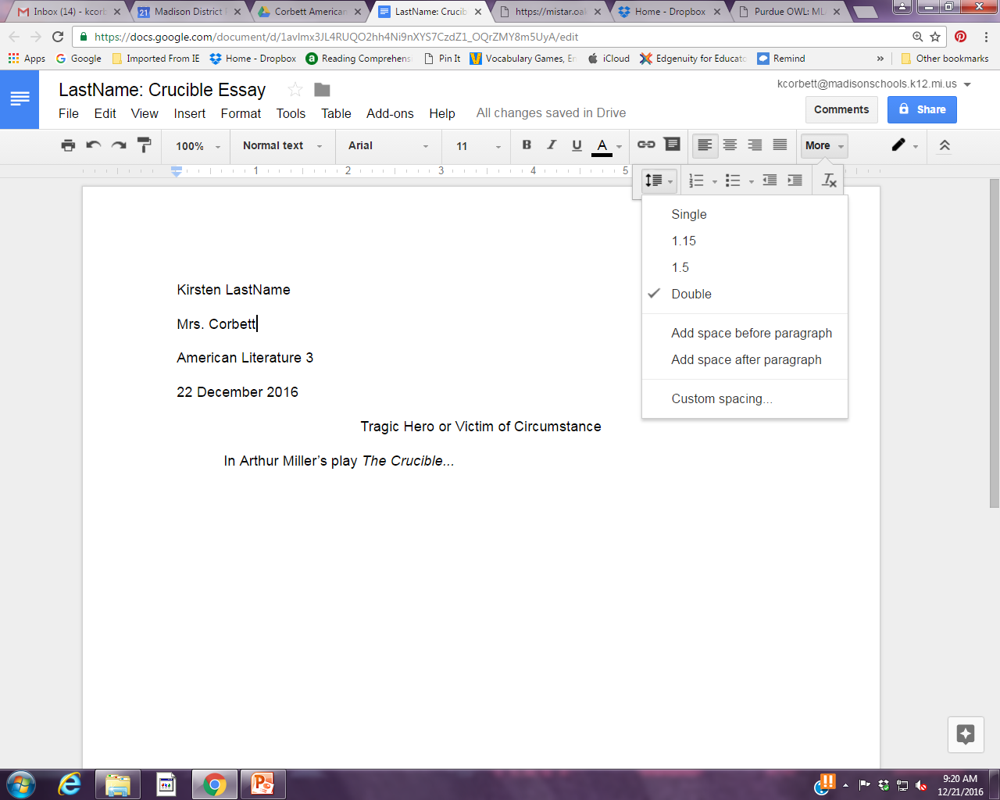 Inbox (14) - kcorb
Madison District
Corbett American
LastName: Crucib
https://mistar.oak
Home - Dropbox
Purdue OWL: ML
https://docs.google.com/document/d/1avlmx3JL4RUQO2hh4Ni9nXYS7CzdZ1_OQrZMY8m5UyA/edit
Apps Google Imported From IE Home - Dropbox Reading Comprehens Pin It Vocabulary Games, En iCloud Edgenuity for Educato Remind » Other bookmarks
LastName: Crucible Essay
kcorbett@madisonschools.k12.mi.us
File Edit View Insert Format Tools Table Add-ons Help All changes saved in Drive
Comments Share
100% Normal text Arial 11 B I U A More
1 2 3 4 5
Single
1.15
1.5
Double
Add space before paragraph
Add space after paragraph
Custom spacing...
Kirsten LastName
Mrs. Corbett
American Literature 3
22 December 2016
Tragic Hero or Victim of Circumstance
In Arthur Miller’s play The Crucible...
9:20 AM
12/21/2016